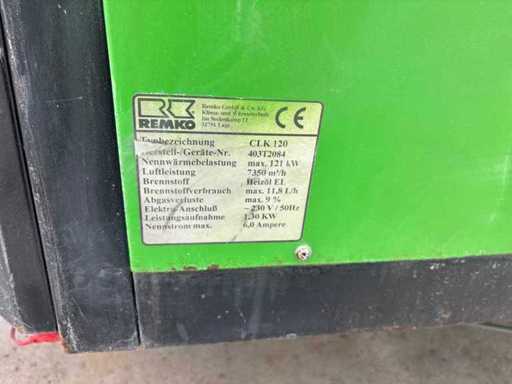 REMKO
Remko GmbH & Co. KG
Klima- und Wärmetechnik
Im Seelenkamp 12
32791 Lage
CE
Typbezeichnung CLK 120
Herstell-/Geräte-Nr. 403T2084
Nennwärmebelastung max. 121 kW
Luftleistung 7350 m³/h
Brennstoff Heizöl EL
Brennstoffverbrauch max. 11,8 L/h
Abgasverluste max. 9 %
Elektro-Anschluß ~ 230 V / 50Hz
Leistungsaufnahme 1,30 KW
Nennstrom max. 6,0 Ampere